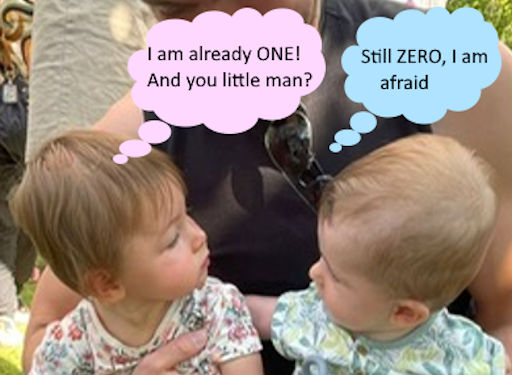 I am already ONE!
And you little man?
Still ZERO, I am
afraid